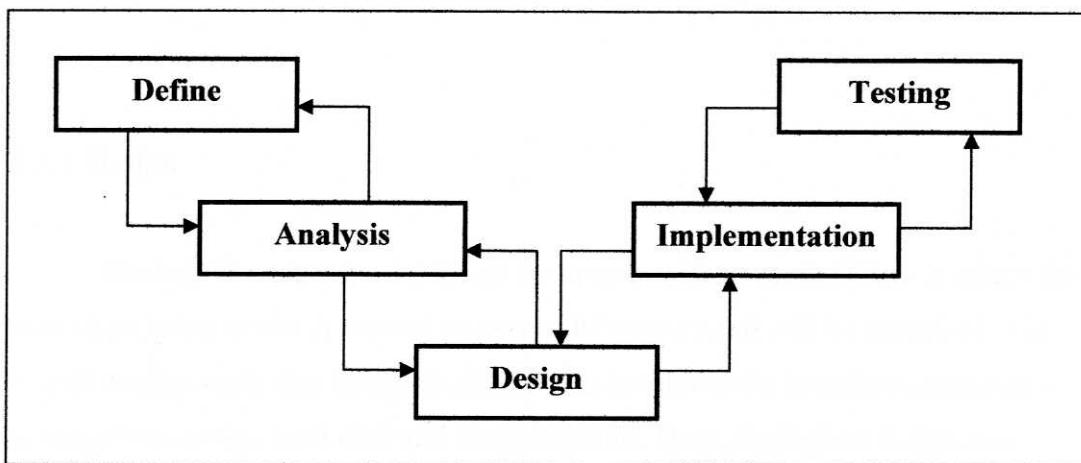 Define
Testing
Analysis
Implementation
Design